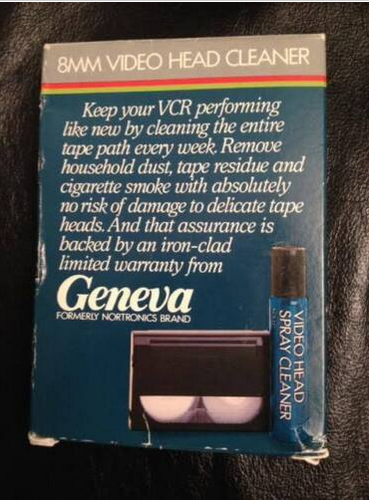 8MM VIDEO HEAD CLEANER
Keep your VCR performing
like new by cleaning the entire
tape path every week. Remove
household dust, tape residue and
cigarette smoke with absolutely
no risk of damage to delicate tape
heads. And that assurance is
backed by an iron-clad
limited warranty from
Geneva
FORMERLY NORTRONICS BRAND
VIDEO HEAD
SPRAY CLEANER